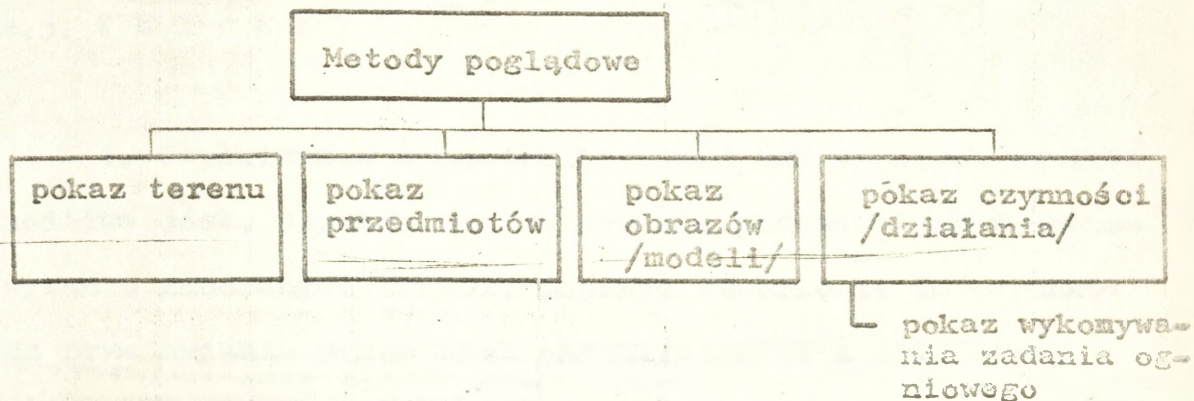 Metody poglądowe
pokaz terenu
pokaz
przedmiotów
pokaz
obrazów
/modeli/
pokaz czynności
/działania/
pokaz wykonywa-
nia zadania og-
niowego